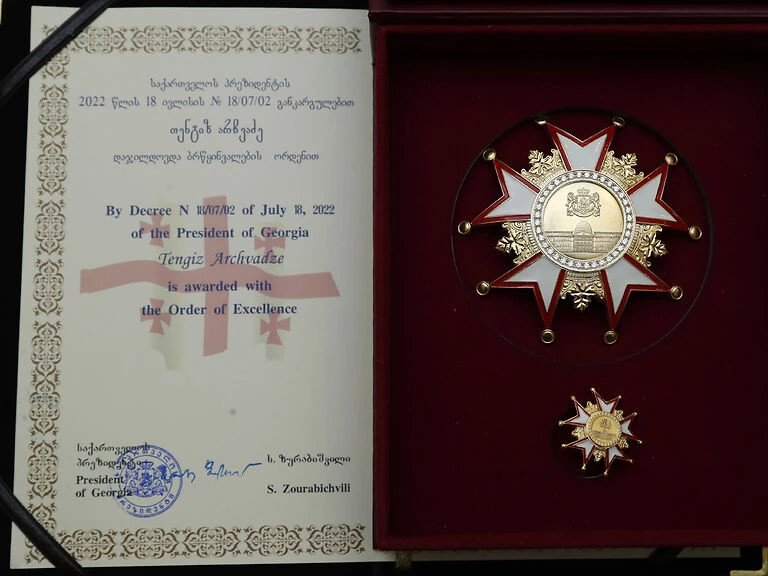 საქართველოს პრეზიდენტის
2022 წლის 18 ივლისის № 18/07/02 განკარგულებით
თენგიზ არჩვაძე
დაჯილდოვდა ბრწყინვალების ორდენით
By Decree N 18/07/02 of July 18, 2022
of the President of Georgia
Tengiz Archvadze
is awarded with
the Order of Excellence
საქართველოს
პრეზიდენტი
ს. ზურაბიშვილი
President
of Georgia
S. Zourabichvili